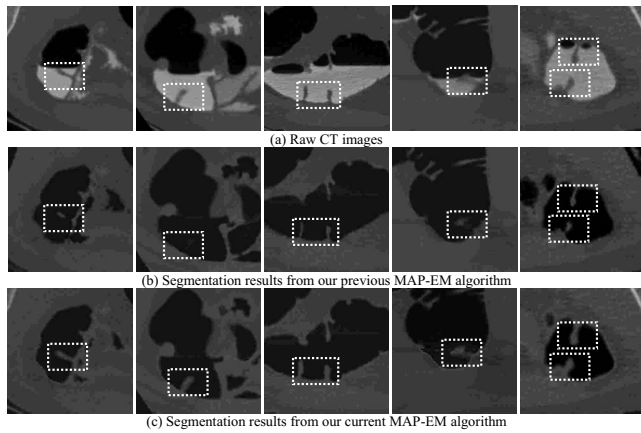 (a) Raw CT images
(b) Segmentation results from our previous MAP-EM algorithm
(c) Segmentation results from our current MAP-EM algorithm